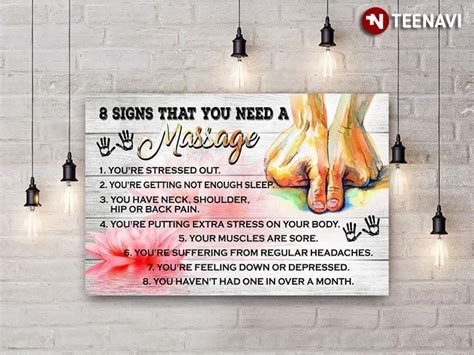 TEENAVI
8 SIGNS THAT YOU NEED A
Massage
1. YOU'RE STRESSED OUT.
2. YOU'RE GETTING NOT ENOUGH SLEEP.
3. YOU HAVE NECK, SHOULDER,
HIP OR BACK PAIN.
4. YOU'RE PUTTING EXTRA STRESS ON YOUR BODY.
5. YOUR MUSCLES ARE SORE.
6. YOU'RE SUFFERING FROM REGULAR HEADACHES.
7. YOU'RE FEELING DOWN OR DEPRESSED.
8. YOU HAVEN'T HAD ONE IN OVER A MONTH.